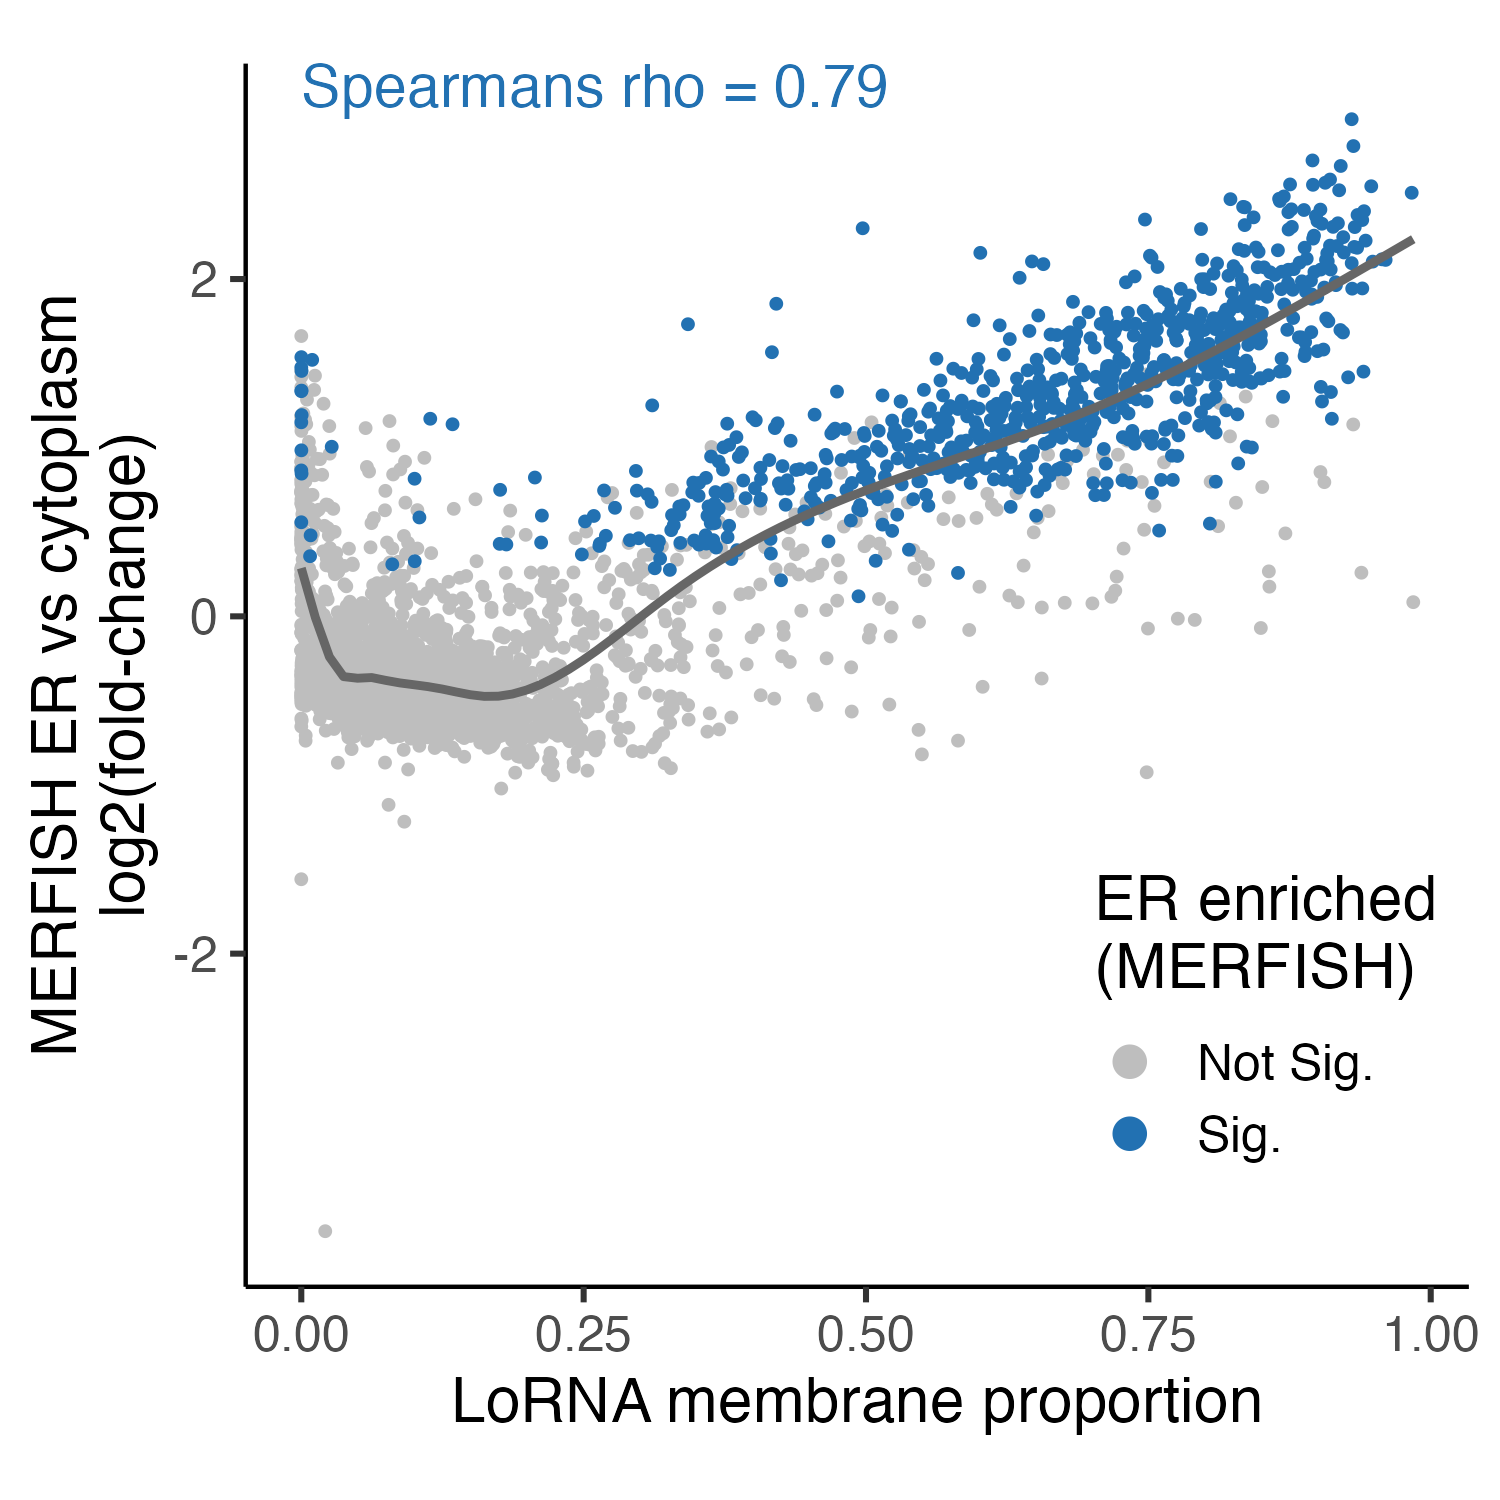 Spearmans rho = 0.79
MERFISH ER vs cytoplasm
log2(fold-change)
2
0
-2
ER enriched
(MERFISH)
Not Sig.
Sig.
0.00 0.25 0.50 0.75 1.00
LoRNA membrane proportion